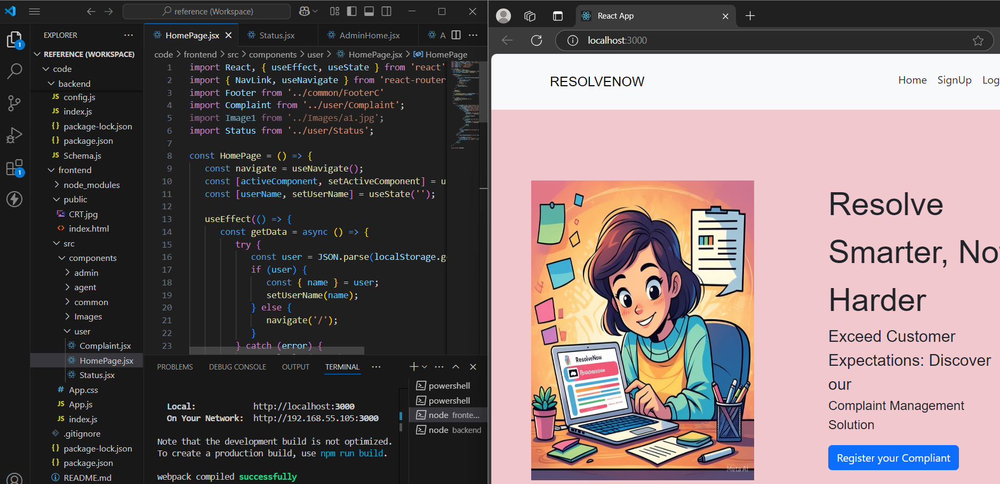 reference (Workspace)
EXPLORER
REFERENCE (WORKSPACE)
code
backend
config.js
index.js
package-lock.json
package.json
Schema.js
frontend
node_modules
public
CRT.jpg
index.html
src
components
admin
agent
common
Images
user
Complaint.jsx
HomePage.jsx
Status.jsx
App.css
App.js
index.js
.gitignore
package-lock.json
package.json
README.md
1
1
HomePage.jsx
Status.jsx
AdminHome.jsx
A
code > frontend > src > components > user > HomePage.jsx > HomePage
1 import React, { useEffect, useState } from 'react'
2 import { NavLink, useNavigate } from 'react-router
3 import Footer from '../common/FooterC'
4 import Complaint from '../user/Complaint';
5 import Image1 from '../Images/a1.jpg';
6 import Status from '../user/Status';
7
8 const HomePage = () => {
9 const navigate = useNavigate();
10 const [activeComponent, setActiveComponent] = u
11 const [userName, setUserName] = useState('');
12
13 useEffect(() => {
14 const getData = async () => {
15 try {
16 const user = JSON.parse(localStorage.ge
17 if (user) {
18 const { name } = user;
19 setUserName(name);
20 } else {
21 navigate('/');
22 }
23 } catch (error) {
PROBLEMS
DEBUG CONSOLE
OUTPUT
TERMINAL
Local: http://localhost:3000
On Your Network: http://192.168.55.105:3000
Note that the development build is not optimized.
To create a production build, use npm run build.
webpack compiled successfully
powershell
powershell
node fronte...
node backend
React App
localhost:3000
RESOLVENOW
Home SignUp Log
Resolve
Smarter, Not
Harder
Exceed Customer
Expectations: Discover
our
Complaint Management
Solution
Register your Compliant
ResolveNow
Meta AI